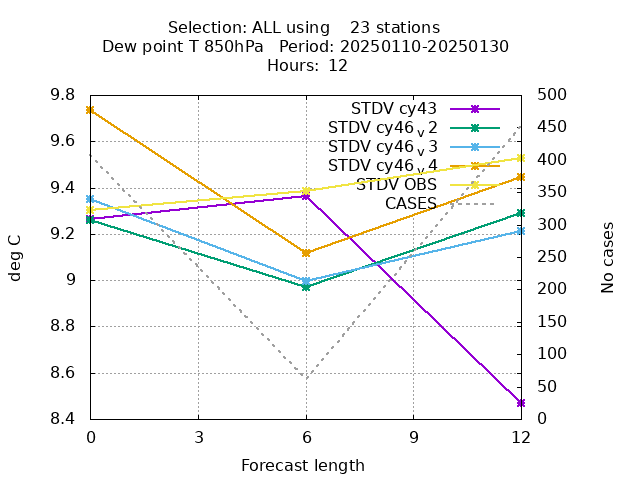 Selection: ALL using    23 stations
Dew point T 850hPa   Period: 20250110-20250130
Hours:  12
9.8
9.6
9.4
9.2
9
8.8
8.6
8.4
500
450
400
350
300
250
200
150
100
50
0
STDV cy43
STDV cy46v2
STDV cy46v3
STDV cy46v4
STDV OBS
CASES
deg C
No cases
0 3 6 9 12
Forecast length